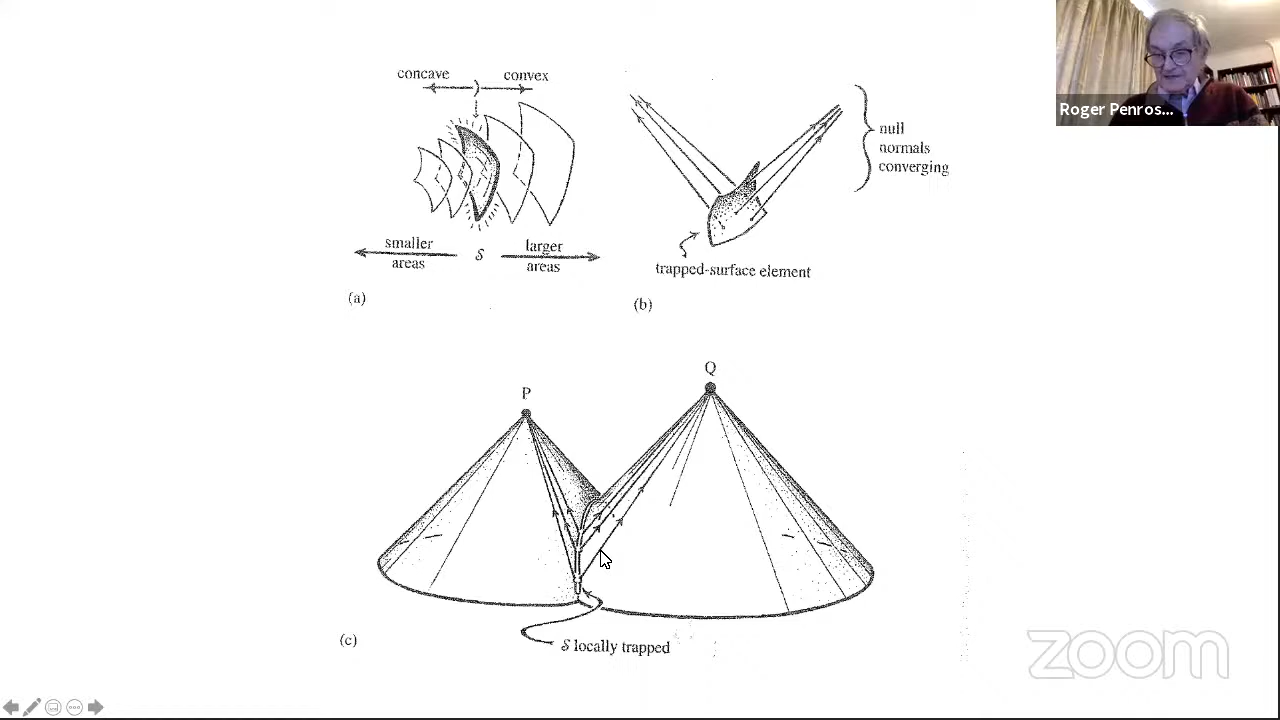 concave
convex
smaller
areas
S
larger
areas
(a)
null
normals
converging
trapped-surface element
(b)
P
Q
S locally trapped
(c)
Roger Penros...
zoom